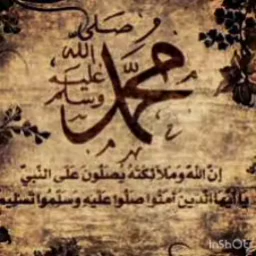 صلى
الله
عليه
وسلم
محمد
إن الله وملائكته يصلون على النبي
يا أيها الذين آمنوا صلوا عليه وسلموا تسليم
InShOt